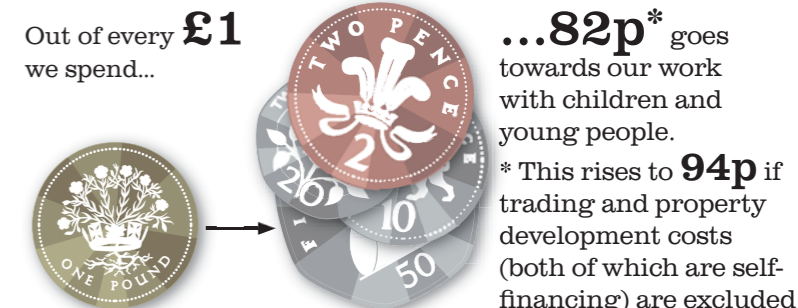 Out of every £1
we spend...
ONE POUND
TWO PENCE
2
20
10
50
...82p* goes
towards our work
with children and
young people.
* This rises to 94p if
trading and property
development costs
(both of which are self-
financing) are excluded